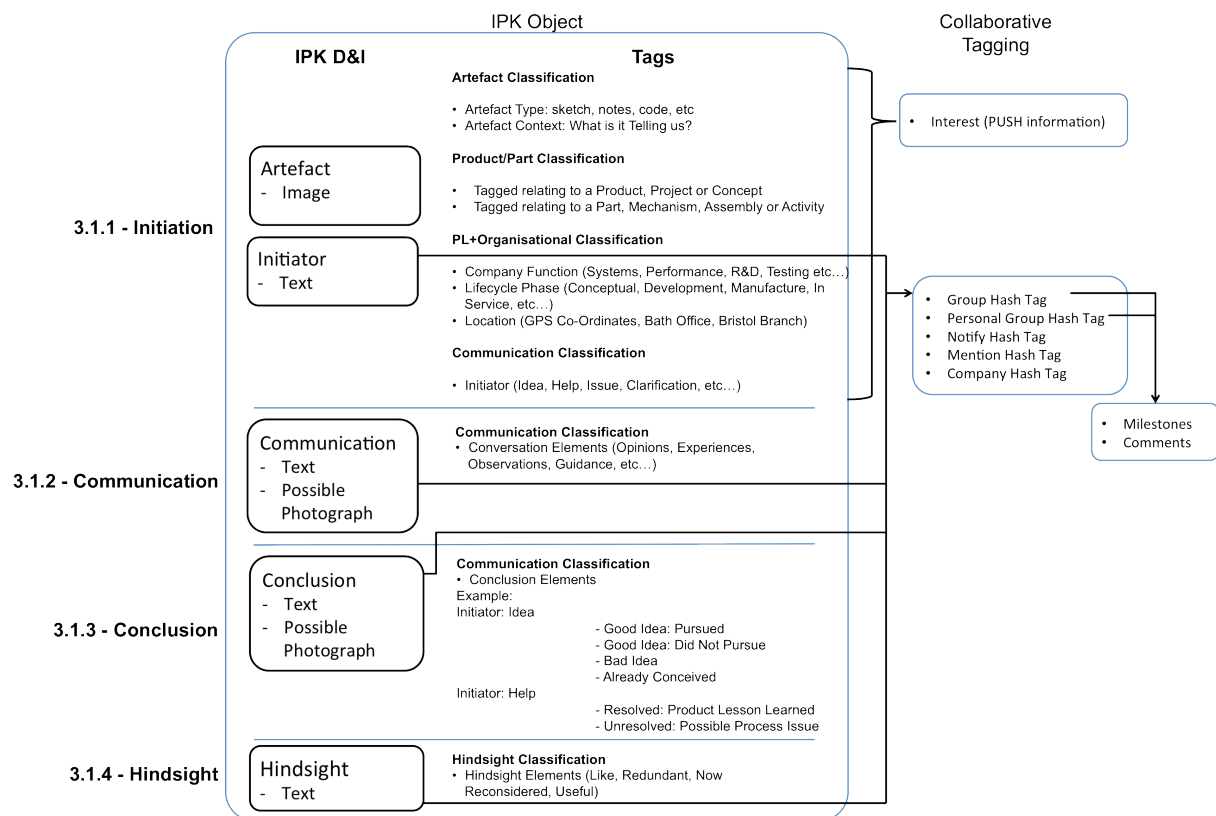 IPK Object
Collaborative
Tagging
IPK D&I
Tags
Artefact Classification
• Artefact Type: sketch, notes, code, etc
• Artefact Context: What is it Telling us?
• Interest (PUSH information)
3.1.1 - Initiation
Artefact
- Image
Product/Part Classification
• Tagged relating to a Product, Project or Concept
• Tagged relating to a Part, Mechanism, Assembly or Activity
Initiator
- Text
PL+Organisational Classification
• Company Function (Systems, Performance, R&D, Testing etc…)
• Lifecycle Phase (Conceptual, Development, Manufacture, In
Service, etc…)
• Location (GPS Co-Ordinates, Bath Office, Bristol Branch)
Communication Classification
• Initiator (Idea, Help, Issue, Clarification, etc…)
• Group Hash Tag
• Personal Group Hash Tag
• Notify Hash Tag
• Mention Hash Tag
• Company Hash Tag
• Milestones
• Comments
3.1.2 - Communication
Communication
- Text
- Possible
Photograph
Communication Classification
• Conversation Elements (Opinions, Experiences,
Observations, Guidance, etc…)
3.1.3 - Conclusion
Conclusion
- Text
- Possible
Photograph
Communication Classification
• Conclusion Elements
Example:
Initiator: Idea
- Good Idea: Pursued
- Good Idea: Did Not Pursue
- Bad Idea
- Already Conceived
Initiator: Help
- Resolved: Product Lesson Learned
- Unresolved: Possible Process Issue
3.1.4 - Hindsight
Hindsight
- Text
Hindsight Classification
• Hindsight Elements (Like, Redundant, Now
Reconsidered, Useful)